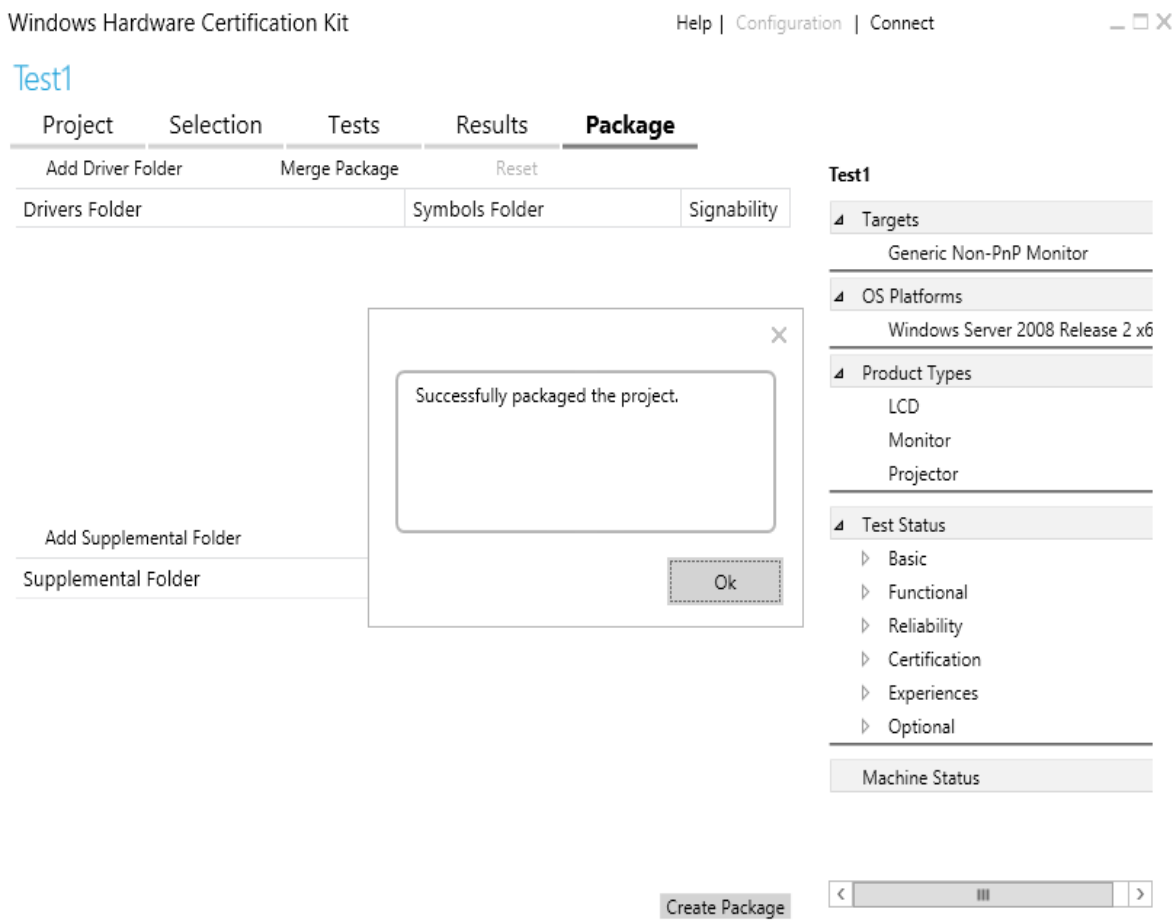 Windows Hardware Certification Kit
Help | Configuration | Connect
Test1
Project Selection Tests Results Package
Add Driver Folder Merge Package Reset
Drivers Folder Symbols Folder Signability
Successfully packaged the project.
Ok
Add Supplemental Folder
Supplemental Folder
Create Package
Test1
Targets
Generic Non-PnP Monitor
OS Platforms
Windows Server 2008 Release 2 x6
Product Types
LCD
Monitor
Projector
Test Status
Basic
Functional
Reliability
Certification
Experiences
Optional
Machine Status